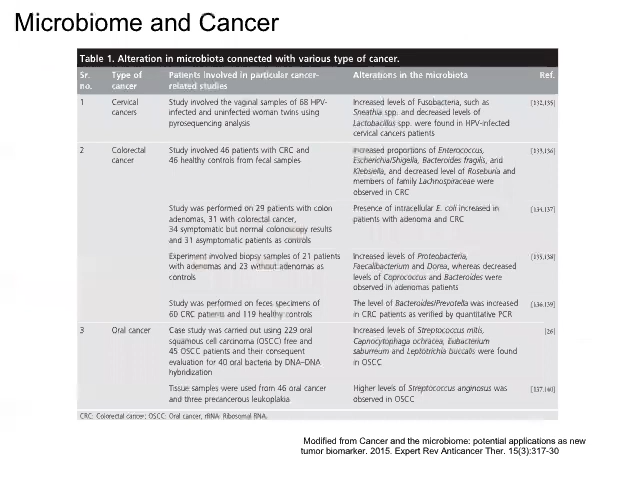 Microbiome and Cancer
Table 1. Alteration in microbiota connected with various type of cancer.
Sr. no. Type of cancer Patients involved in particular cancer-related studies Alterations in the microbiota Ref.
1 Cervical cancers
Study involved the vaginal samples of 68 HPV-
infected and uninfected woman twins using
pyrosequencing analysis
Increased levels of Fusobacteria, such as
Sneathia spp. and decreased levels of
Lactobacillus spp. were found in HPV-infected
cervical cancers patients
[132,135]
2 Colorectal cancer
Study involved 46 patients with CRC and
46 healthy controls from fecal samples
Increased proportions of Enterococcus,
Escherichia/Shigella, Bacteroides fragilis, and
Klebsiella, and decreased level of Roseburia and
members of family Lachnospiraceae were
observed in CRC
[133,136]
Study was performed on 29 patients with colon
adenomas, 31 with colorectal cancer,
34 symptomatic but normal colonoscopy results
and 31 asymptomatic patients as controls
Presence of intracellular E. coli increased in
patients with adenoma and CRC
[134,137]
Experiment involved biopsy samples of 21 patients
with adenomas and 23 without adenomas as
controls
Increased levels of Proteobacteria,
Faecalibacterium and Dorea, whereas decreased
levels of Coprococcus and Bacteroides were
observed in adenomas patients
[135,138]
Study was performed on feces specimens of
60 CRC patients and 119 healthy controls
The level of Bacteroides/Prevotella was increased
in CRC patients as verified by quantitative PCR
[136,139]
3 Oral cancer
Case study was carried out using 229 oral
squamous cell carcinoma (OSCC) free and
45 OSCC patients and their consequent
evaluation for 40 oral bacteria by DNA–DNA
hybridization
Increased levels of Streptococcus mitis,
Capnocytophaga ochracea, Eubacterium
saburreum and Leptotrichia buccalis were found
in OSCC
[26]
Tissue samples were used from 46 oral cancer
and three precancerous leukoplakia
Higher levels of Streptococcus anginosus was
observed in OSCC
[137,140]
CRC: Colorectal cancer; OSCC: Oral cancer, rRNA: Ribosomal RNA.
Modified from Cancer and the microbiome: potential applications as new
tumor biomarker. 2015. Expert Rev Anticancer Ther. 15(3):317-30